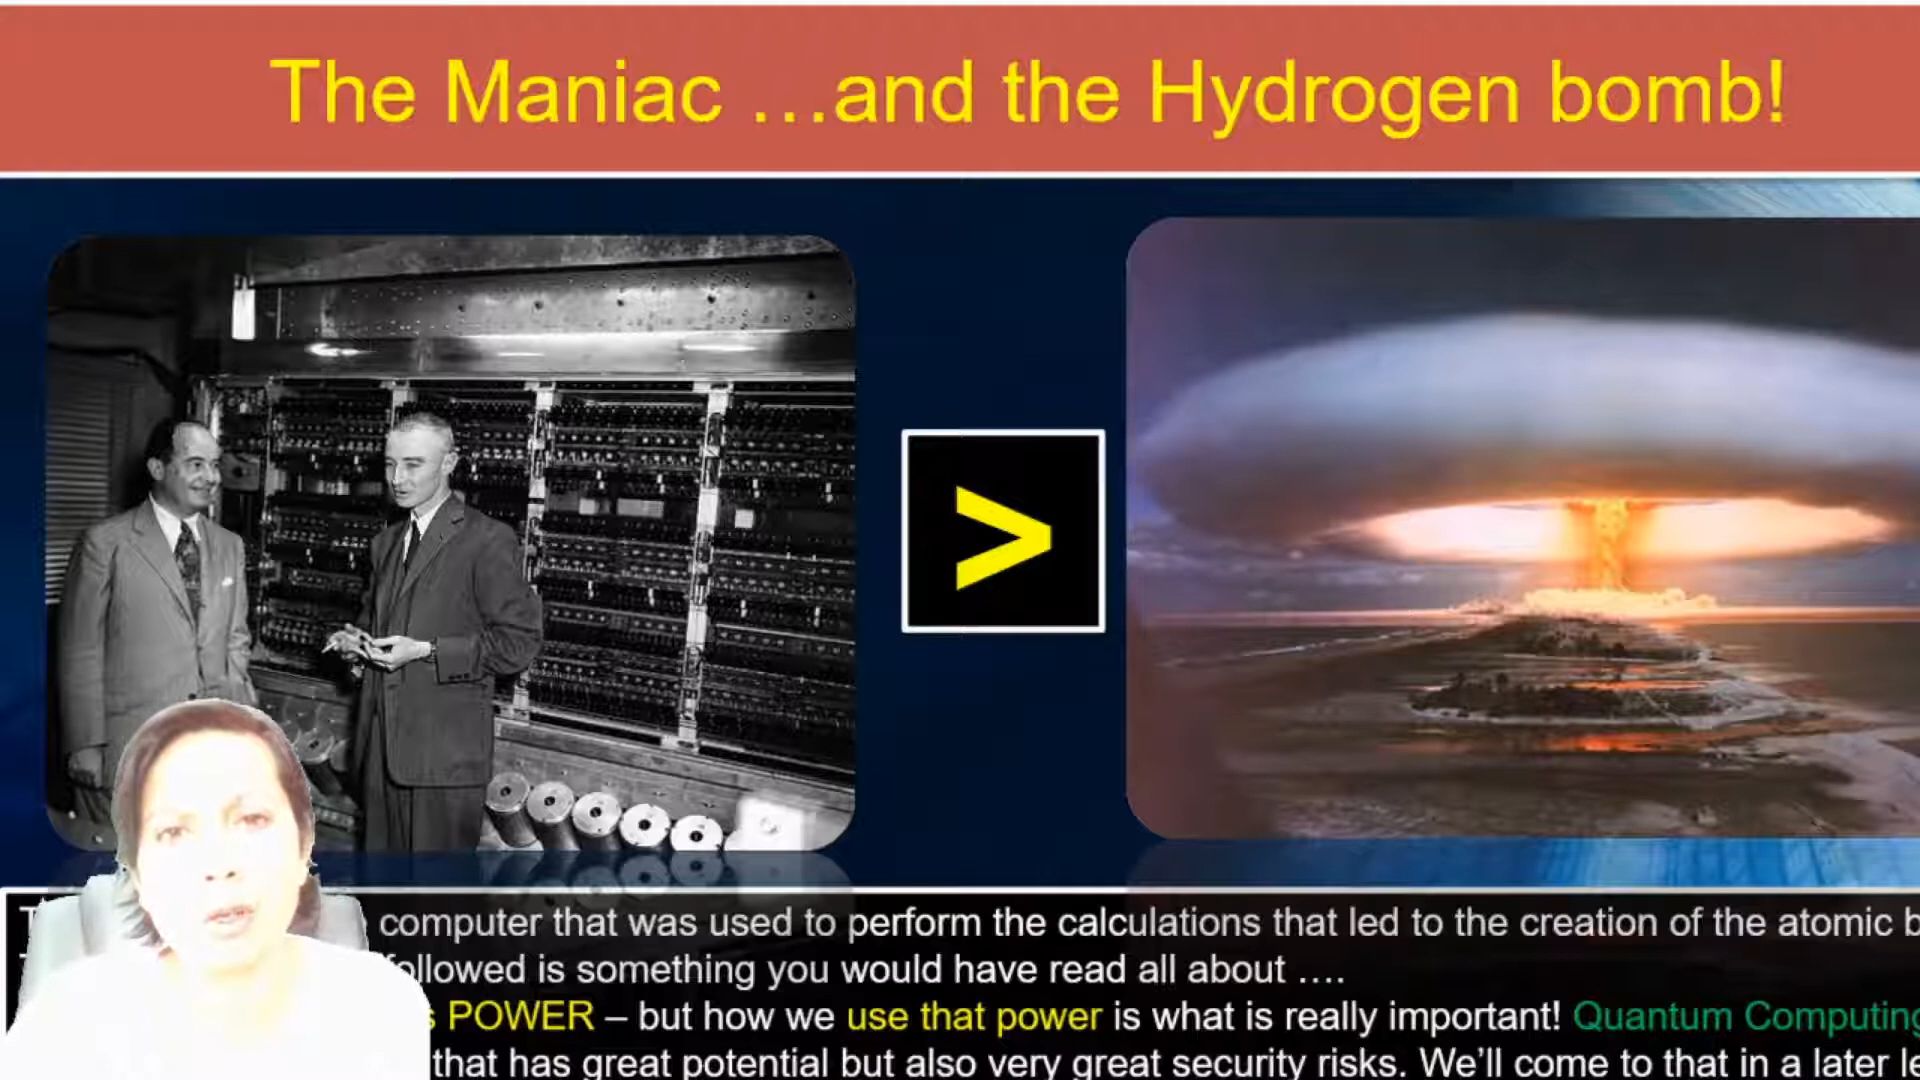 The Maniac …and the Hydrogen bomb!
>
computer that was used to perform the calculations that led to the creation of the atomic
followed is something you would have read all about ….
POWER – but how we use that power is what is really important! Quantum Computing
that has great potential but also very great security risks. We’ll come to that in a later